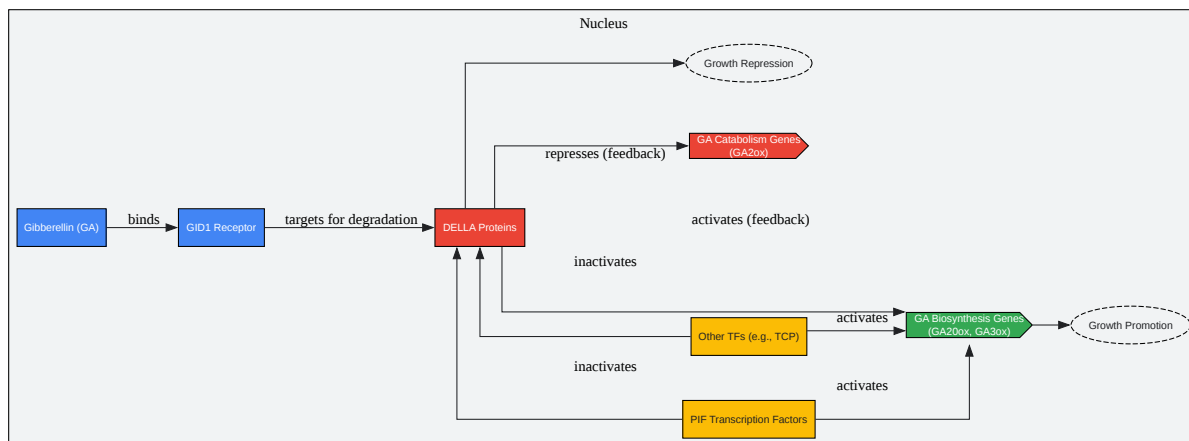 Nucleus
Growth Repression
GA Catabolism Genes
(GA2ox)
represses (feedback)
Gibberellin (GA)
binds
GID1 Receptor
targets for degradation
DELLA Proteins
activates (feedback)
inactivates
activates
GA Biosynthesis Genes
(GA20ox, GA3ox)
Growth Promotion
Other TFs (e.g., TCP)
inactivates
activates
PIF Transcription Factors